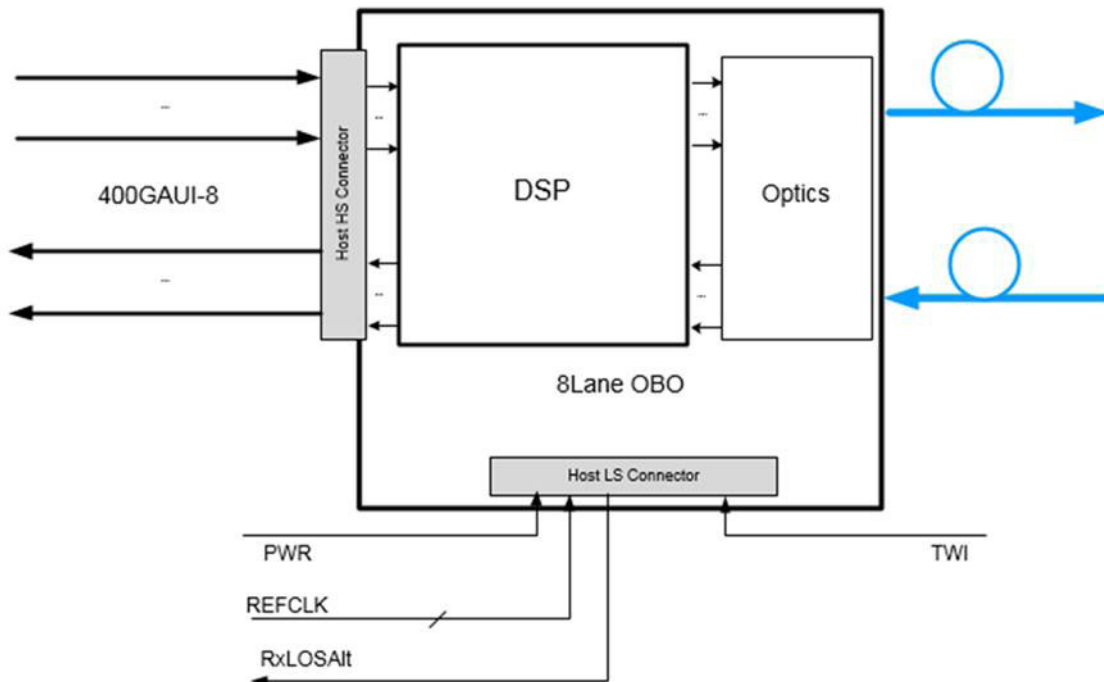 400GAUI-8
Host HS Connector
DSP
Optics
8Lane OBO
Host LS Connector
PWR
TWI
REFCLK
RxLOSAlt